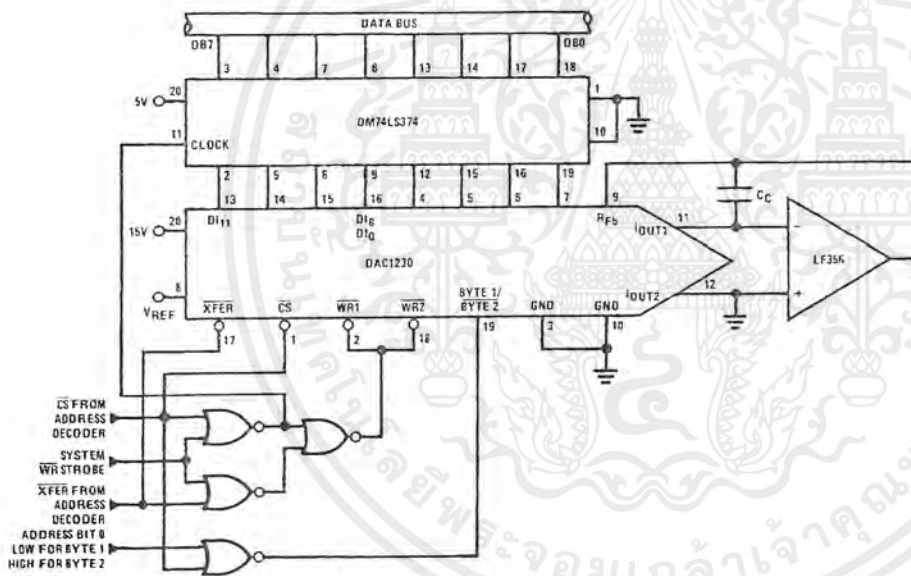 DATA BUS
DB7
DB0
3 4 7 8 13 14 17 18
5V 20
DM74LS374
1
10
11
CLOCK
2 5 6 9 12 15 16 19
13 14 15 16 4 5 6 7 9
DI11
DI8
DI0
RFb
IOUT1
11
CC
15V 20
DAC1230
LF356
-
+
IOUT2
12
8
VREF
XFER
CS
WR1
WR2
BYTE 1/
BYTE 2
GND
GND
17 1 2 18 19 3 10
CS FROM
ADDRESS
DECODER
SYSTEM
WR STROBE
XFER FROM
ADDRESS
DECODER
ADDRESS BIT 0
LOW FOR BYTE 1
HIGH FOR BYTE 2